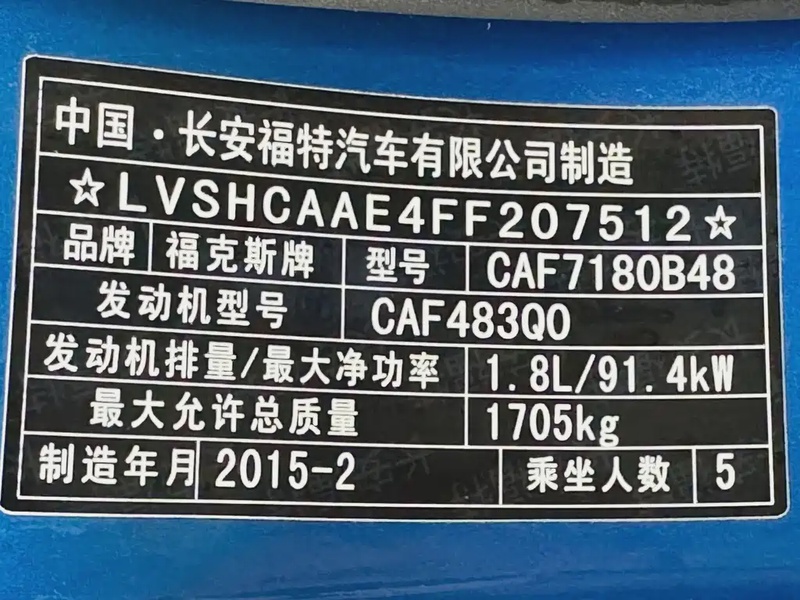 中国·长安福特汽车有限公司制造
☆LVSHCAAE4FF207512☆
品牌 福克斯牌 型号 CAF7180B48
发动机型号 CAF483Q0
发动机排量/最大净功率 1.8L/91.4kW
最大允许总质量 1705kg
制造年月 2015-2 乘坐人数 5